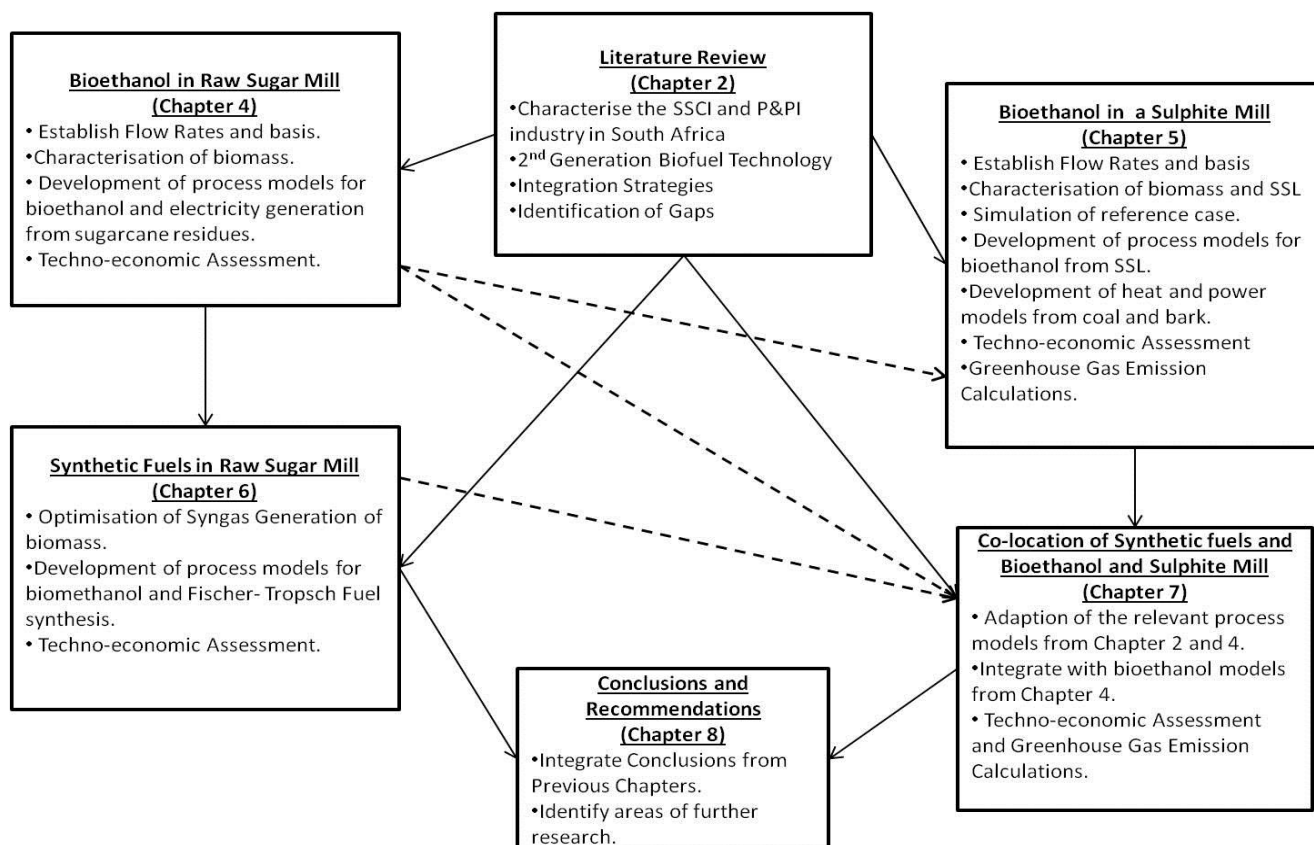 Literature Review
(Chapter 2)
•Characterise the SSCI and P&PI
industry in South Africa
•2nd Generation Biofuel Technology
•Integration Strategies
•Identification of Gaps
Bioethanol in Raw Sugar Mill
(Chapter 4)
• Establish Flow Rates and basis.
•Characterisation of biomass.
• Development of process models for
bioethanol and electricity generation
from sugarcane residues.
• Techno-economic Assessment.
Bioethanol in a Sulphite Mill
(Chapter 5)
• Establish Flow Rates and basis
•Characterisation of biomass and SSL
• Simulation of reference case.
• Development of process models for
bioethanol from SSL.
•Development of heat and power
models from coal and bark.
• Techno-economic Assessment
•Greenhouse Gas Emission
Calculations.
Synthetic Fuels in Raw Sugar Mill
(Chapter 6)
• Optimisation of Syngas Generation of
biomass.
•Development of process models for
biomethanol and Fischer- Tropsch Fuel
synthesis.
• Techno-economic Assessment.
Co-location of Synthetic fuels and
Bioethanol and Sulphite Mill
(Chapter 7)
• Adaption of the relevant process
models from Chapter 2 and 4.
•Integrate with bioethanol models
from Chapter 4.
• Techno-economic Assessment
and Greenhouse Gas Emission
Calculations.
Conclusions and
Recommendations
(Chapter 8)
•Integrate Conclusions from
Previous Chapters.
•Identify areas of further
research.